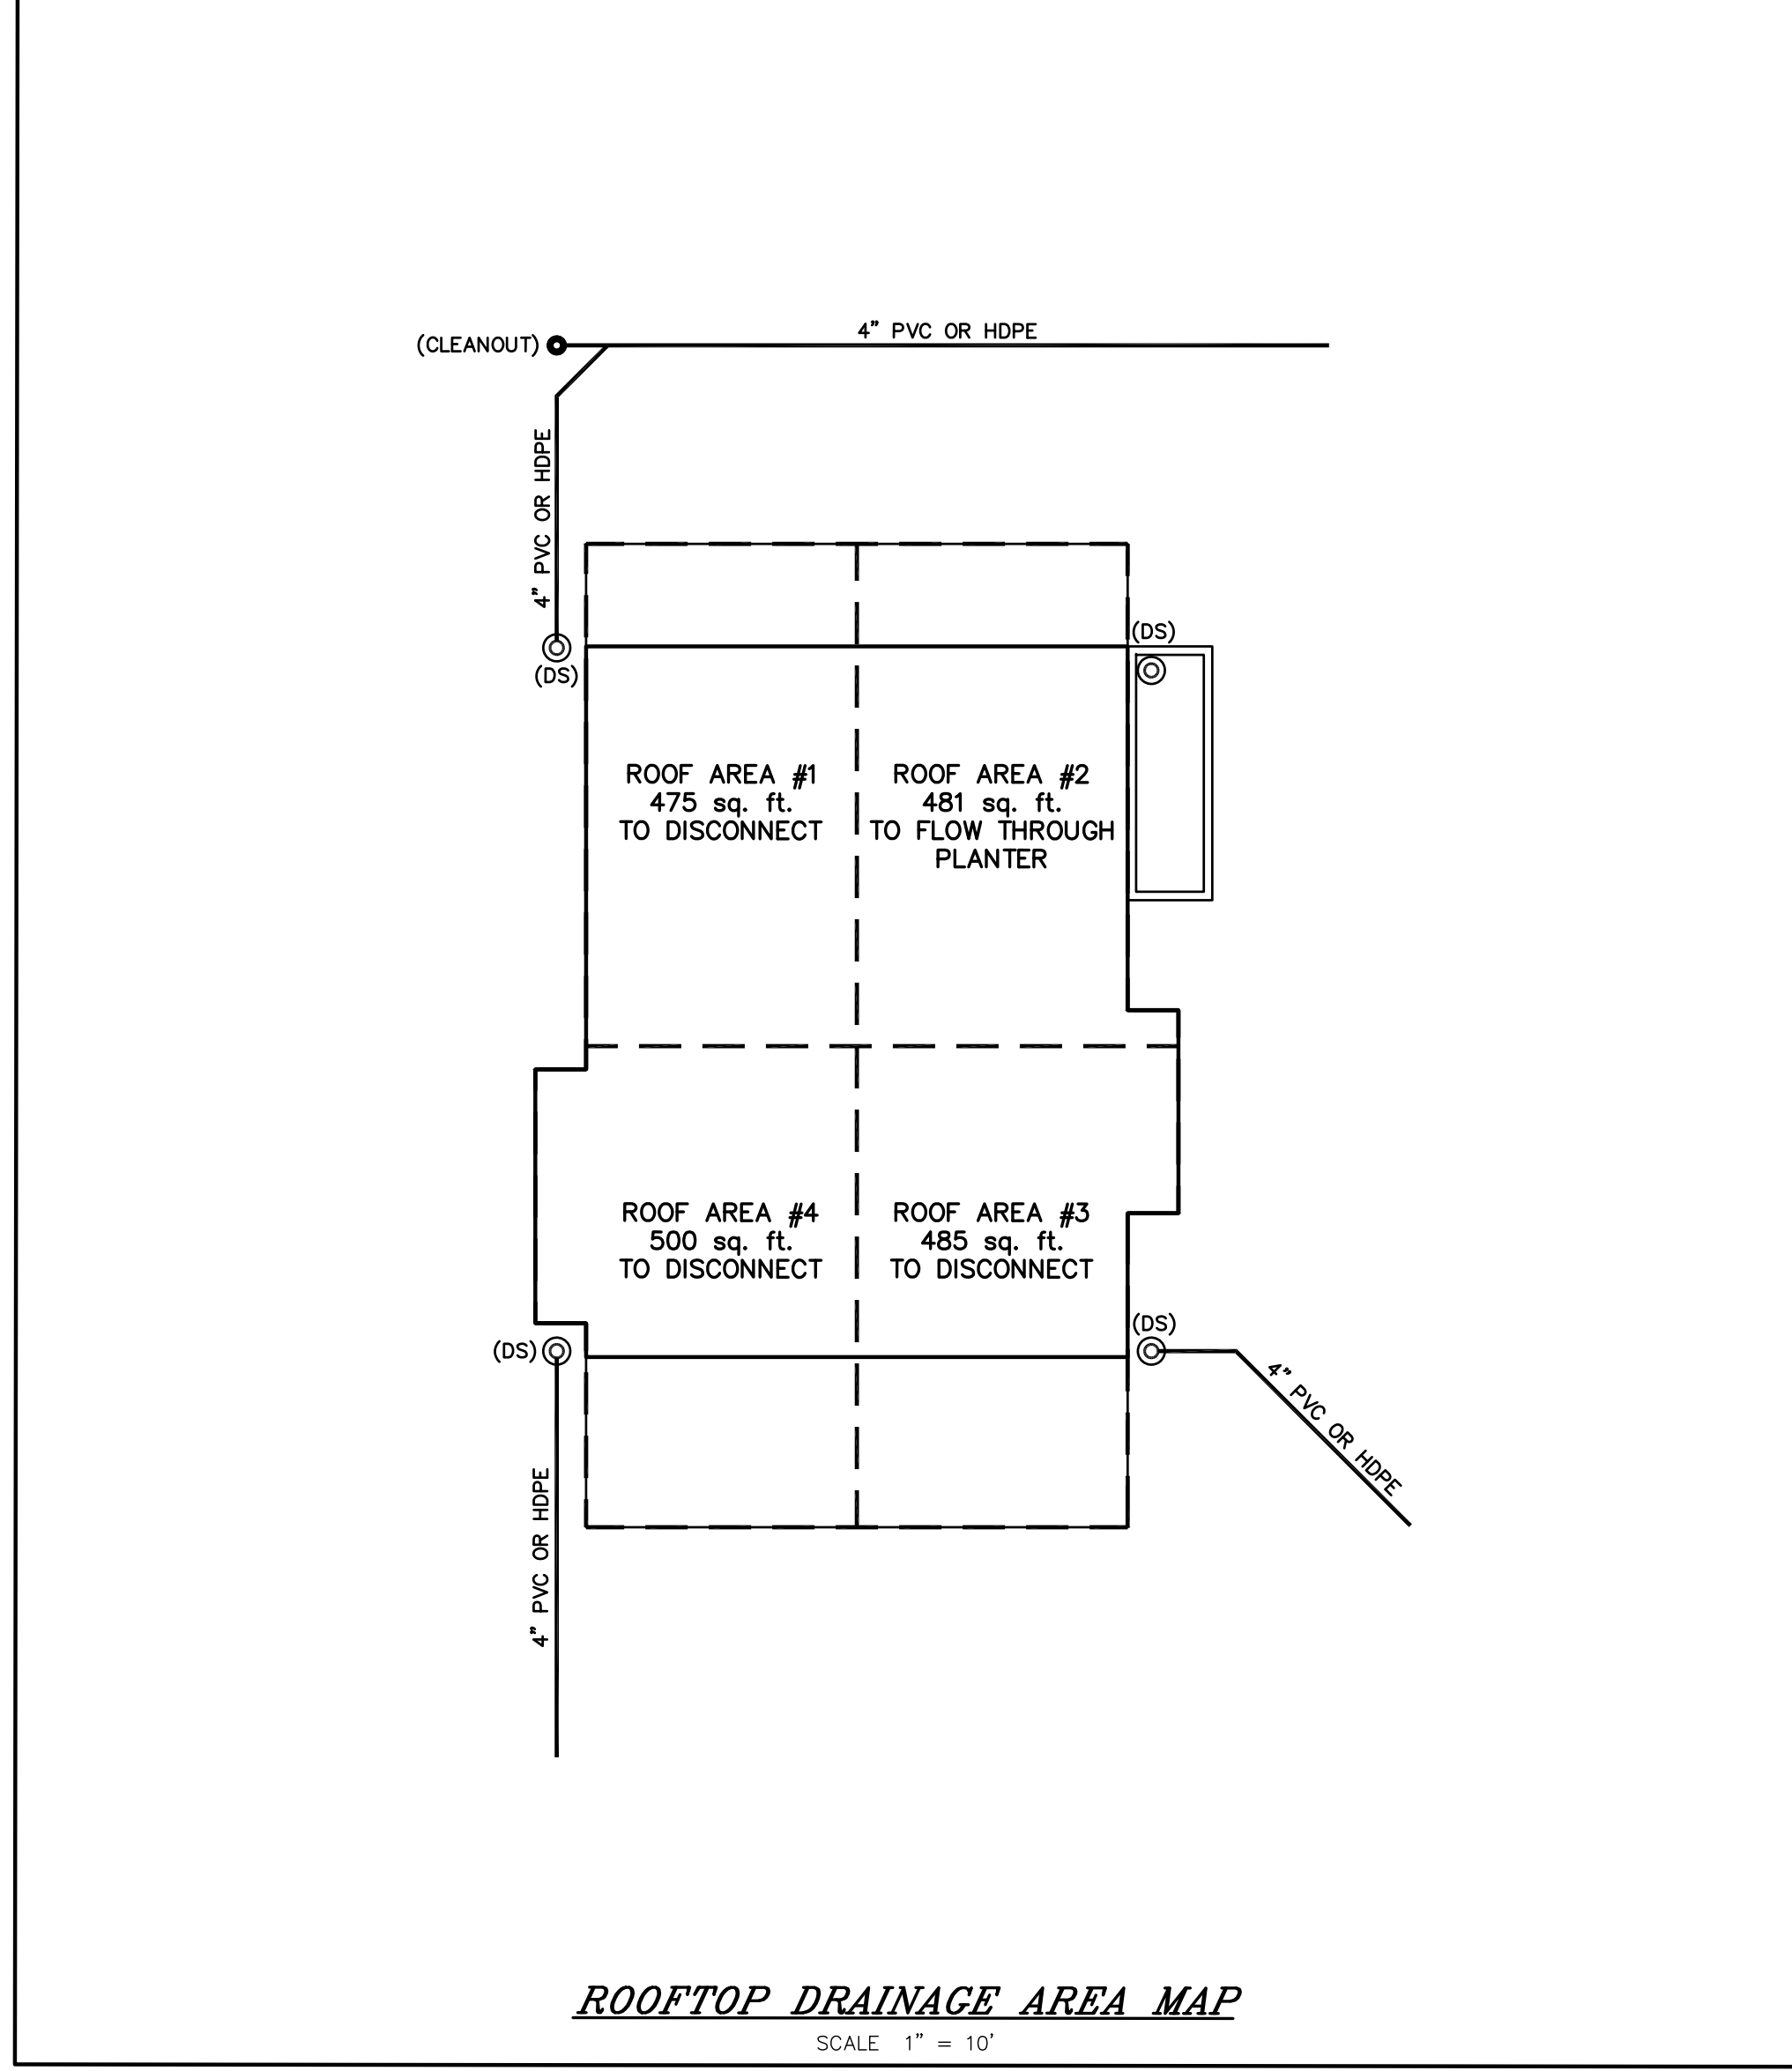 4" PVC OR HDPE
(CLEANOUT)
4" PVC OR HDPE
(DS)
(DS)
ROOF AREA #1
475 sq. ft.
TO DISCONNECT
ROOF AREA #2
481 sq. ft.
TO FLOW THROUGH
PLANTER
ROOF AREA #4
500 sq. ft.
TO DISCONNECT
ROOF AREA #3
485 sq. ft.
TO DISCONNECT
(DS)
(DS)
4" PVC OR HDPE
4" PVC OR HDPE
ROOFTOP DRAINAGE AREA MAP
SCALE 1" = 10'